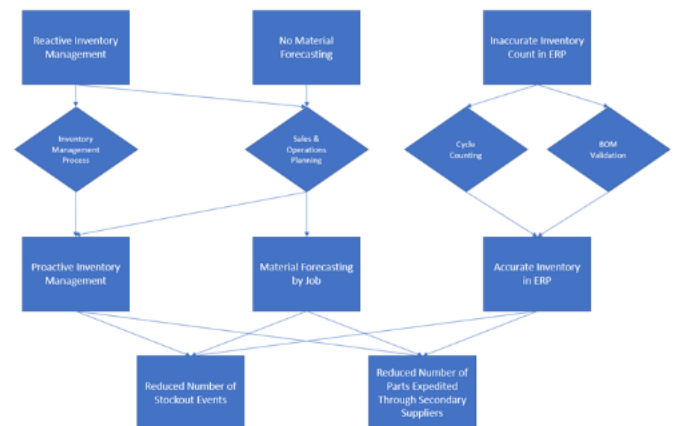 Reactive Inventory
Management
No Material
Forecasting
Inaccurate Inventory
Count in ERP
Inventory
Management
Process
Sales &
Operations
Planning
Cycle
Counting
BOM
Validation
Proactive Inventory
Management
Material Forecasting
by Job
Accurate Inventory
in ERP
Reduced Number of
Stockout Events
Reduced Number of
Parts Expedited
Through Secondary
Suppliers